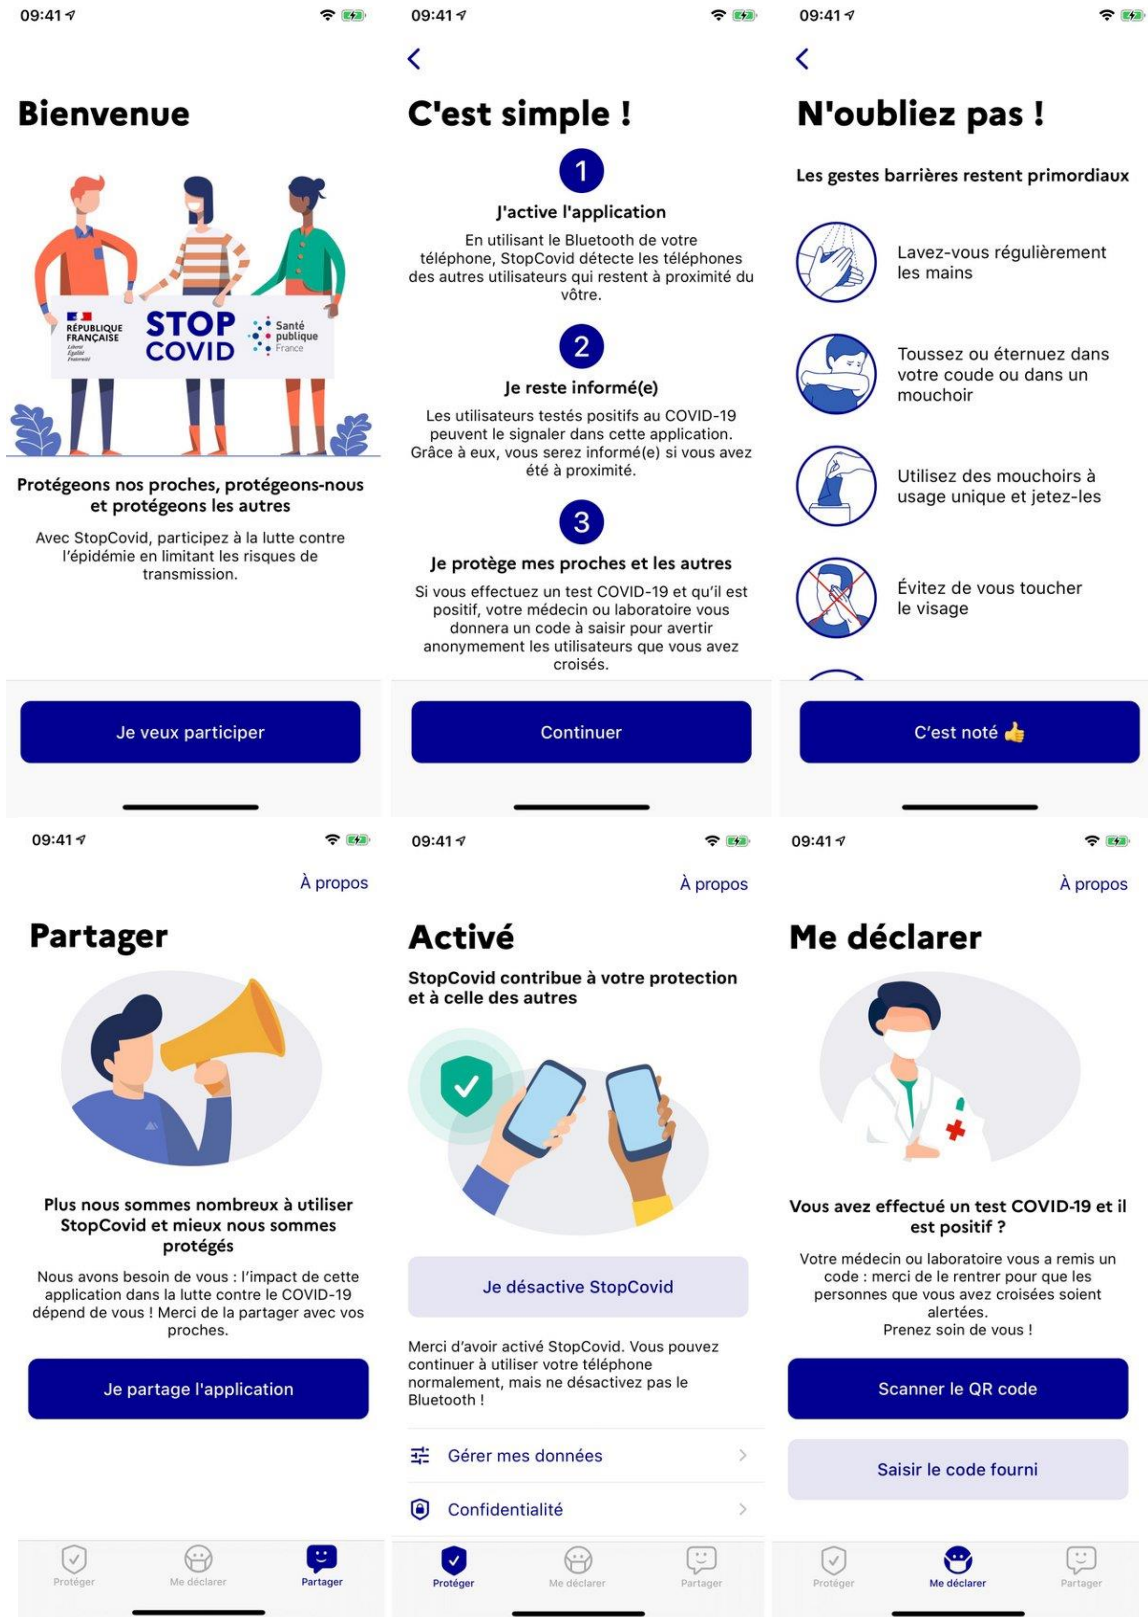 09:41
Bienvenue
RÉPUBLIQUE
FRANÇAISE
Liberté
Égalité
Fraternité
STOP
COVID
Santé
publique
France
Protégeons nos proches, protégeons-nous
et protégeons les autres
Avec StopCovid, participez à la lutte contre
l'épidémie en limitant les risques de
transmission.
Je veux participer
09:41
C'est simple !
1
J'active l'application
En utilisant le Bluetooth de votre
téléphone, StopCovid détecte les téléphones
des autres utilisateurs qui restent à proximité du
vôtre.
2
Je reste informé(e)
Les utilisateurs testés positifs au COVID-19
peuvent le signaler dans cette application.
Grâce à eux, vous serez informé(e) si vous avez
été à proximité.
3
Je protège mes proches et les autres
Si vous effectuez un test COVID-19 et qu'il est
positif, votre médecin ou laboratoire vous
donnera un code à saisir pour avertir
anonymement les utilisateurs que vous avez
croisés.
Continuer
09:41
N'oubliez pas !
Les gestes barrières restent primordiaux
Lavez-vous régulièrement
les mains
Toussez ou éternuez dans
votre coude ou dans un
mouchoir
Utilisez des mouchoirs à
usage unique et jetez-les
Évitez de vous toucher
le visage
C'est noté 👍
09:41
À propos
Partager
Plus nous sommes nombreux à utiliser
StopCovid et mieux nous sommes
protégés
Nous avons besoin de vous : l'impact de cette
application dans la lutte contre le COVID-19
dépend de vous ! Merci de la partager avec vos
proches.
Je partage l'application
Protéger
Me déclarer
Partager
09:41
À propos
Activé
StopCovid contribue à votre protection
et à celle des autres
Je désactive StopCovid
Merci d'avoir activé StopCovid. Vous pouvez
continuer à utiliser votre téléphone
normalement, mais ne désactivez pas le
Bluetooth !
Gérer mes données
Confidentialité
Protéger
Me déclarer
Partager
09:41
À propos
Me déclarer
Vous avez effectué un test COVID-19 et il
est positif ?
Votre médecin ou laboratoire vous a remis un
code : merci de le rentrer pour que les
personnes que vous avez croisées soient
alertées.
Prenez soin de vous !
Scanner le QR code
Saisir le code fourni
Protéger
Me déclarer
Partager